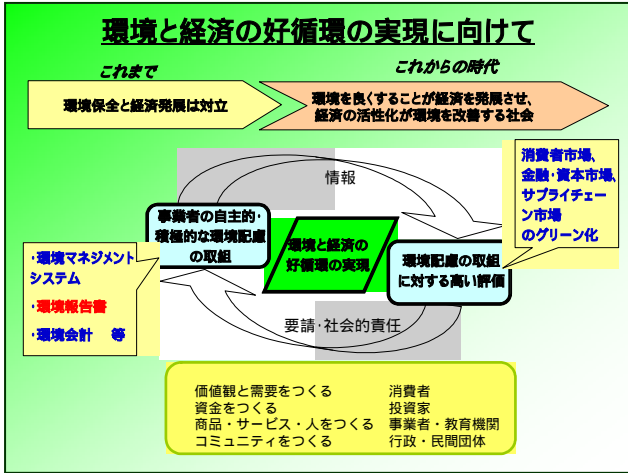 環境と経済の好循環の実現に向けて
これまで
これからの時代
環境保全と経済発展は対立
環境を良くすることが経済を発展させ、
経済の活性化が環境を改善する社会
消費者市場、
金融・資本市場、
サプライチェー
ン市場
のグリーン化
情報
事業者の自主的・
積極的な環境配慮
の取組
環境と経済の
好循環の実現
環境配慮の取組
に対する高い評価
・環境マネジメント
システム
・環境報告書
・環境会計 等
要請・社会的責任
価値観と需要をつくる 消費者
資金をつくる 投資家
商品・サービス・人をつくる 事業者・教育機関
コミュニティをつくる 行政・民間団体